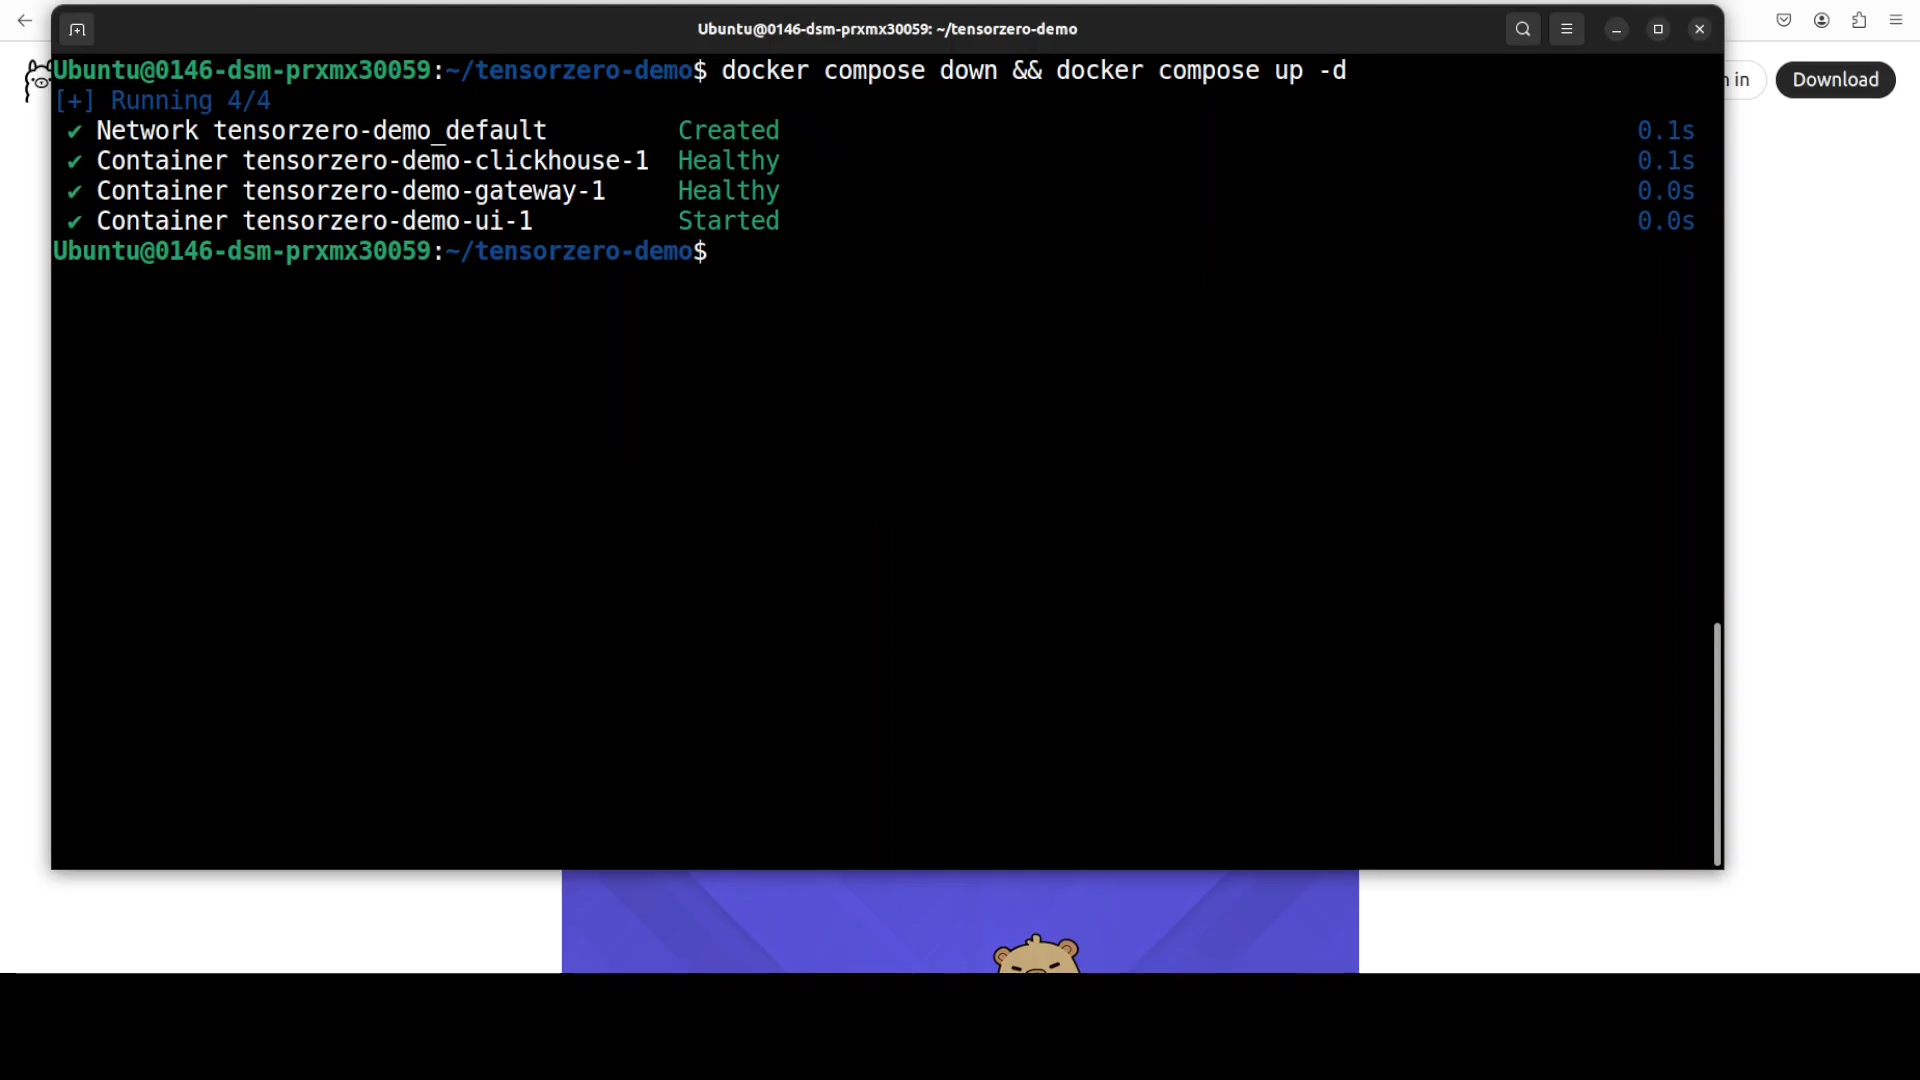 Ubuntu@0146-dsm-prxmx30059: ~/tensorzero-demo
Ubuntu@0146-dsm-prxmx30059:~/tensorzero-demo$ docker compose down && docker compose up -d
[+] Running 4/4
✔ Network tensorzero-demo_default Created 0.1s
✔ Container tensorzero-demo-clickhouse-1 Healthy 0.1s
✔ Container tensorzero-demo-gateway-1 Healthy 0.0s
✔ Container tensorzero-demo-ui-1 Started 0.0s
Ubuntu@0146-dsm-prxmx30059:~/tensorzero-demo$
in Download